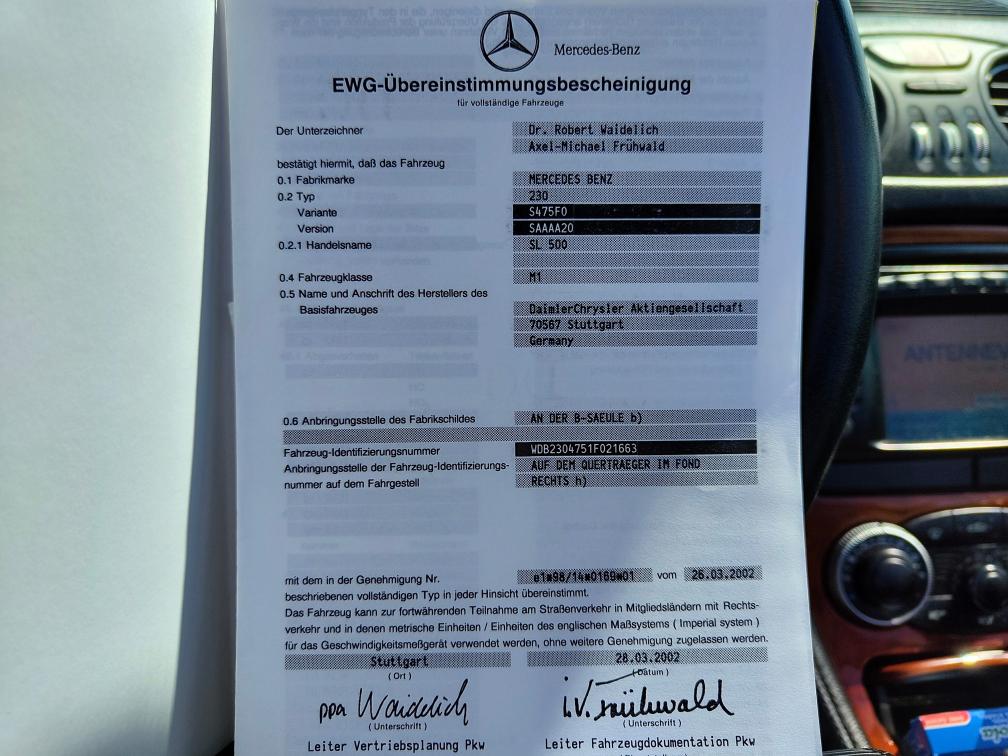 Mercedes-Benz
EWG-Übereinstimmungsbescheinigung
für vollständige Fahrzeuge
Der Unterzeichner Dr. Robert Waidelich
Axel-Michael Frühwald
bestätigt hiermit, daß das Fahrzeug
0.1 Fabrikmarke MERCEDES BENZ
0.2 Typ 230
Variante S475F0
Version SAAAA20
0.2.1 Handelsname SL 500
0.4 Fahrzeugklasse M1
0.5 Name und Anschrift des Herstellers des
Basisfahrzeuges DaimlerChrysler Aktiengesellschaft
70567 Stuttgart
Germany
0.6 Anbringungsstelle des Fabrikschildes AN DER B-SAEULE b)
Fahrzeug-Identifizierungsnummer WDB2304751F021663
Anbringungsstelle der Fahrzeug-Identifizierungs- AUF DEM QUERTRAEGER IM FOND
nummer auf dem Fahrgestell RECHTS h)
mit dem in der Genehmigung Nr. e1*98/14*0169*01 vom 26.03.2002
beschriebenen vollständigen Typ in jeder Hinsicht übereinstimmt.
Das Fahrzeug kann zur fortwährenden Teilnahme am Straßenverkehr in Mitgliedsländern mit Rechts-
verkehr und in denen metrische Einheiten / Einheiten des englischen Maßsystems ( Imperial system )
für das Geschwindigkeitsmeßgerät verwendet werden, ohne weitere Genehmigung zugelassen werden.
Stuttgart 28.03.2002
( Ort ) ( Datum )
ppa Waidelich i.V. Frühwald
( Unterschrift ) ( Unterschrift )
Leiter Vertriebsplanung Pkw Leiter Fahrzeugdokumentation Pkw
ANTENNE